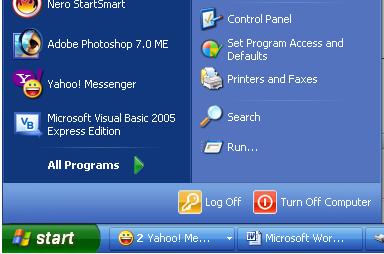 Nero StartSmart
Adobe Photoshop 7.0 ME
Yahoo! Messenger
Microsoft Visual Basic 2005
Express Edition
All Programs
Control Panel
Set Program Access and
Defaults
Printers and Faxes
Search
Run...
Log Off
Turn Off Computer
start
2 Yahoo! Me...
Microsoft Wor...